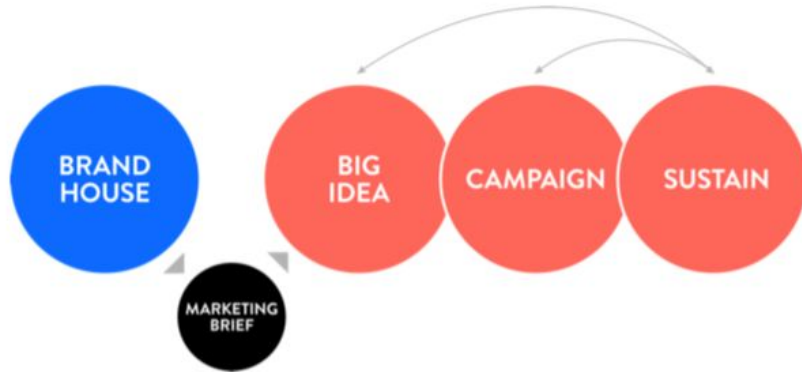 BRAND
HOUSE
MARKETING
BRIEF
BIG
IDEA
CAMPAIGN
SUSTAIN